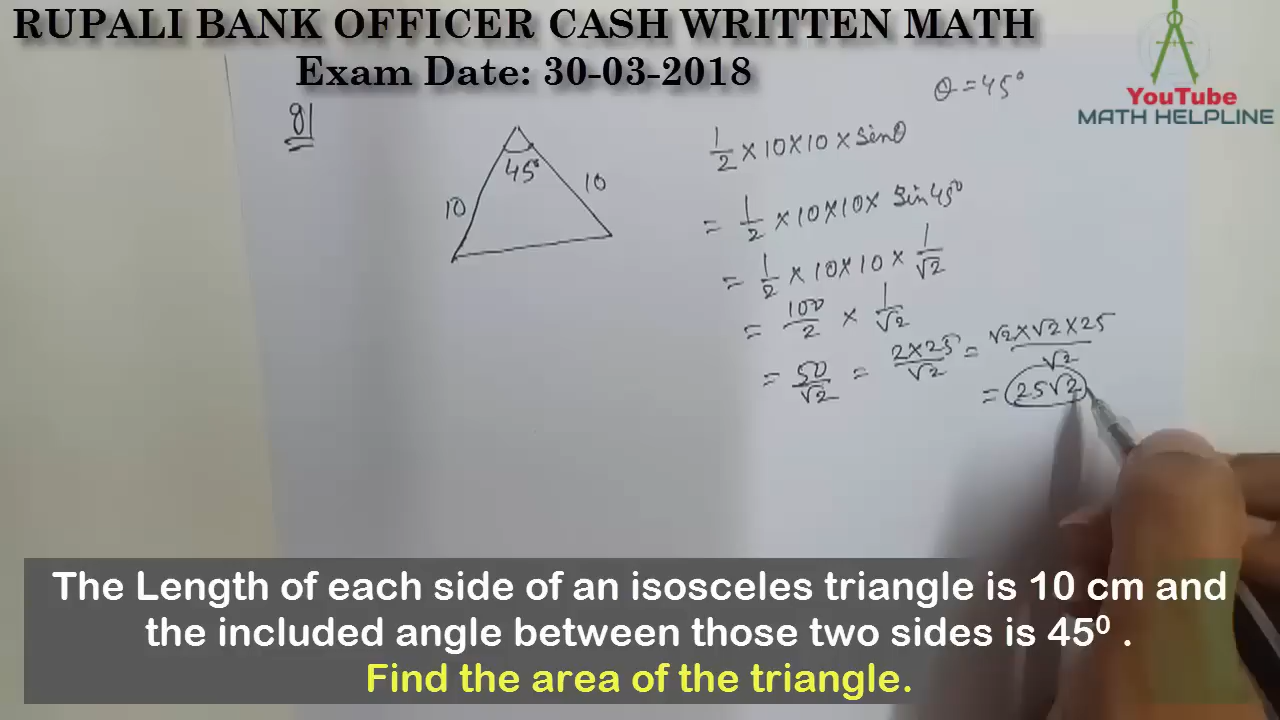 RUPALI BANK OFFICER CASH WRITTEN MATH
Exam Date: 30-03-2018
YouTube
MATH HELPLINE
θ = 45°
45°
10
10
1/2 × 10 × 10 × sinθ
= 1/2 × 10 × 10 × Sin 45°
= 1/2 × 10 × 10 × 1/√2
= 100/2 × 1/√2
= 50/√2 = 2 × 25/√2 = √2 × √2 × 25/√2
= 25√2
The Length of each side of an isosceles triangle is 10 cm and
the included angle between those two sides is 45⁰ .
Find the area of the triangle.